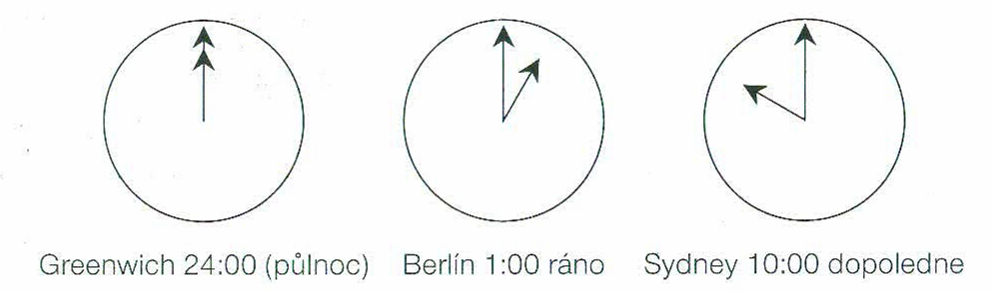 Greenwich 24:00 (půlnoc) Berlín 1:00 ráno Sydney 10:00 dopoledne